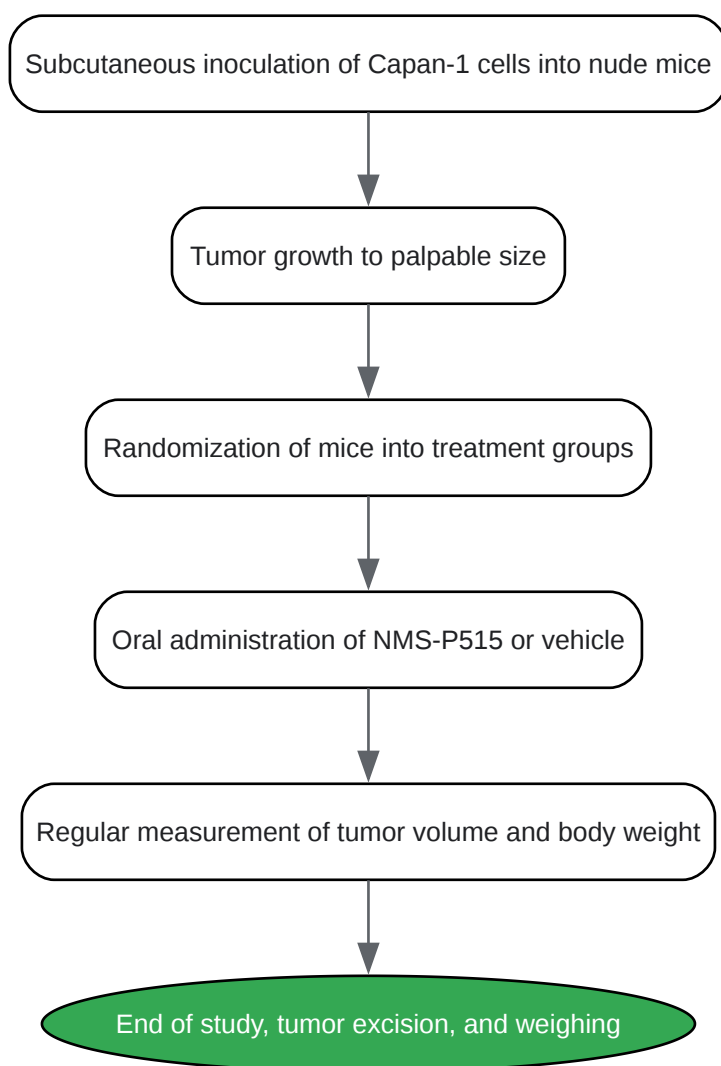 Subcutaneous inoculation of Capan-1 cells into nude mice
Tumor growth to palpable size
Randomization of mice into treatment groups
Oral administration of NMS-P515 or vehicle
Regular measurement of tumor volume and body weight
End of study, tumor excision, and weighing